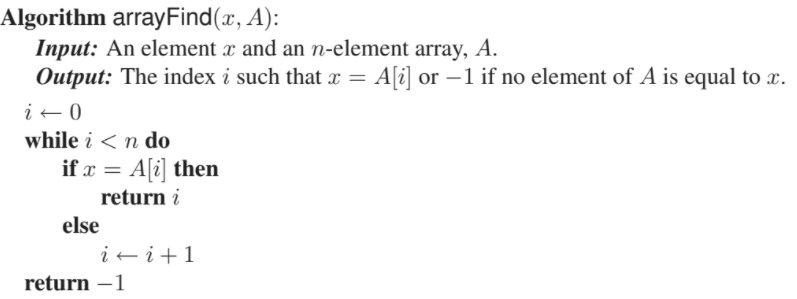 Algorithm arrayFind(x, A):
Input: An element x and an n-element array, A.
Output: The index i such that x = A[i] or −1 if no element of A is equal to x.
i ← 0
while i < n do
if x = A[i] then
return i
else
i ← i + 1
return −1